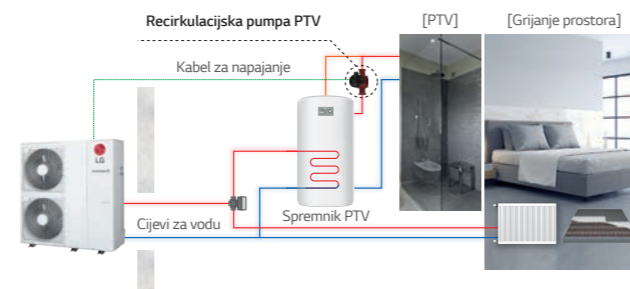 Recirkulacijska pumpa PTV
[PTV]
[Grijanje prostora]
Kabel za napajanje
LG
Spremnik PTV
Cijevi za vodu